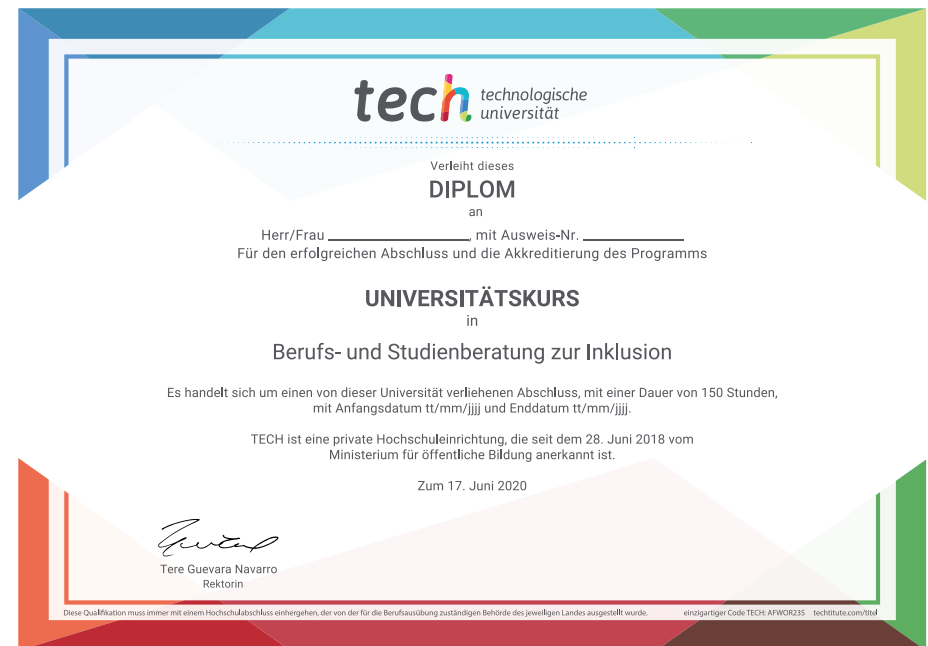 tech technologische
universität
Verleiht dieses
DIPLOM
an
Herr/Frau ____________, mit Ausweis-Nr. ____________
Für den erfolgreichen Abschluss und die Akkreditierung des Programms
UNIVERSITÄTSKURS
in
Berufs- und Studienberatung zur Inklusion
Es handelt sich um einen von dieser Universität verliehenen Abschluss, mit einer Dauer von 150 Stunden,
mit Anfangsdatum tt/mm/jjjj und Enddatum tt/mm/jjjj.
TECH ist eine private Hochschuleinrichtung, die seit dem 28. Juni 2018 vom
Ministerium für öffentliche Bildung anerkannt ist.
Zum 17. Juni 2020
Tere Guevara Navarro
Rektorin
Diese Qualifikation muss immer mit einem Hochschulabschluss einhergehen, der von der für die Berufsausübung zuständigen Behörde des jeweiligen Landes ausgestellt wurde. einzigartiger Code TECH: AFWOR23S techtitute.com/titel